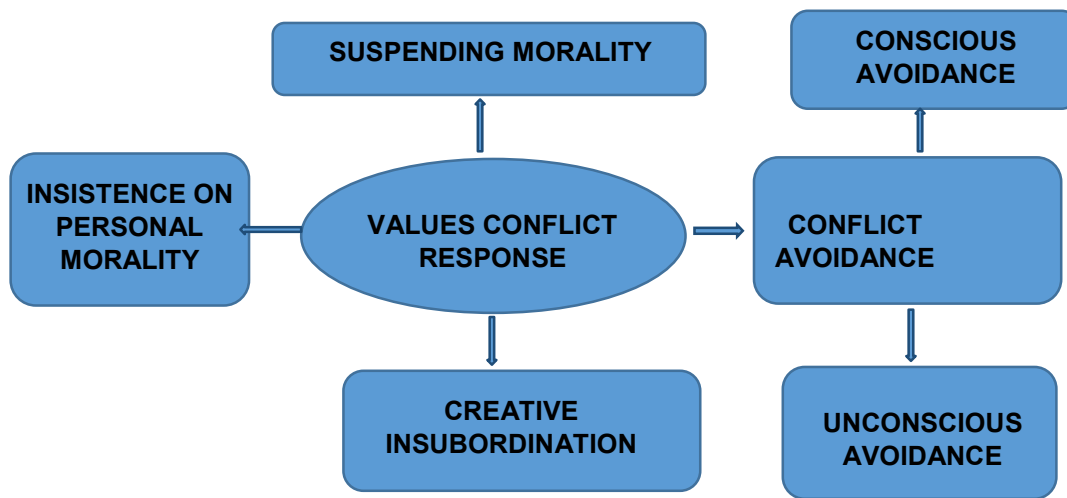 SUSPENDING MORALITY
CONSCIOUS
AVOIDANCE
INSISTENCE ON
PERSONAL
MORALITY
VALUES CONFLICT
RESPONSE
CONFLICT
AVOIDANCE
CREATIVE
INSUBORDINATION
UNCONSCIOUS
AVOIDANCE